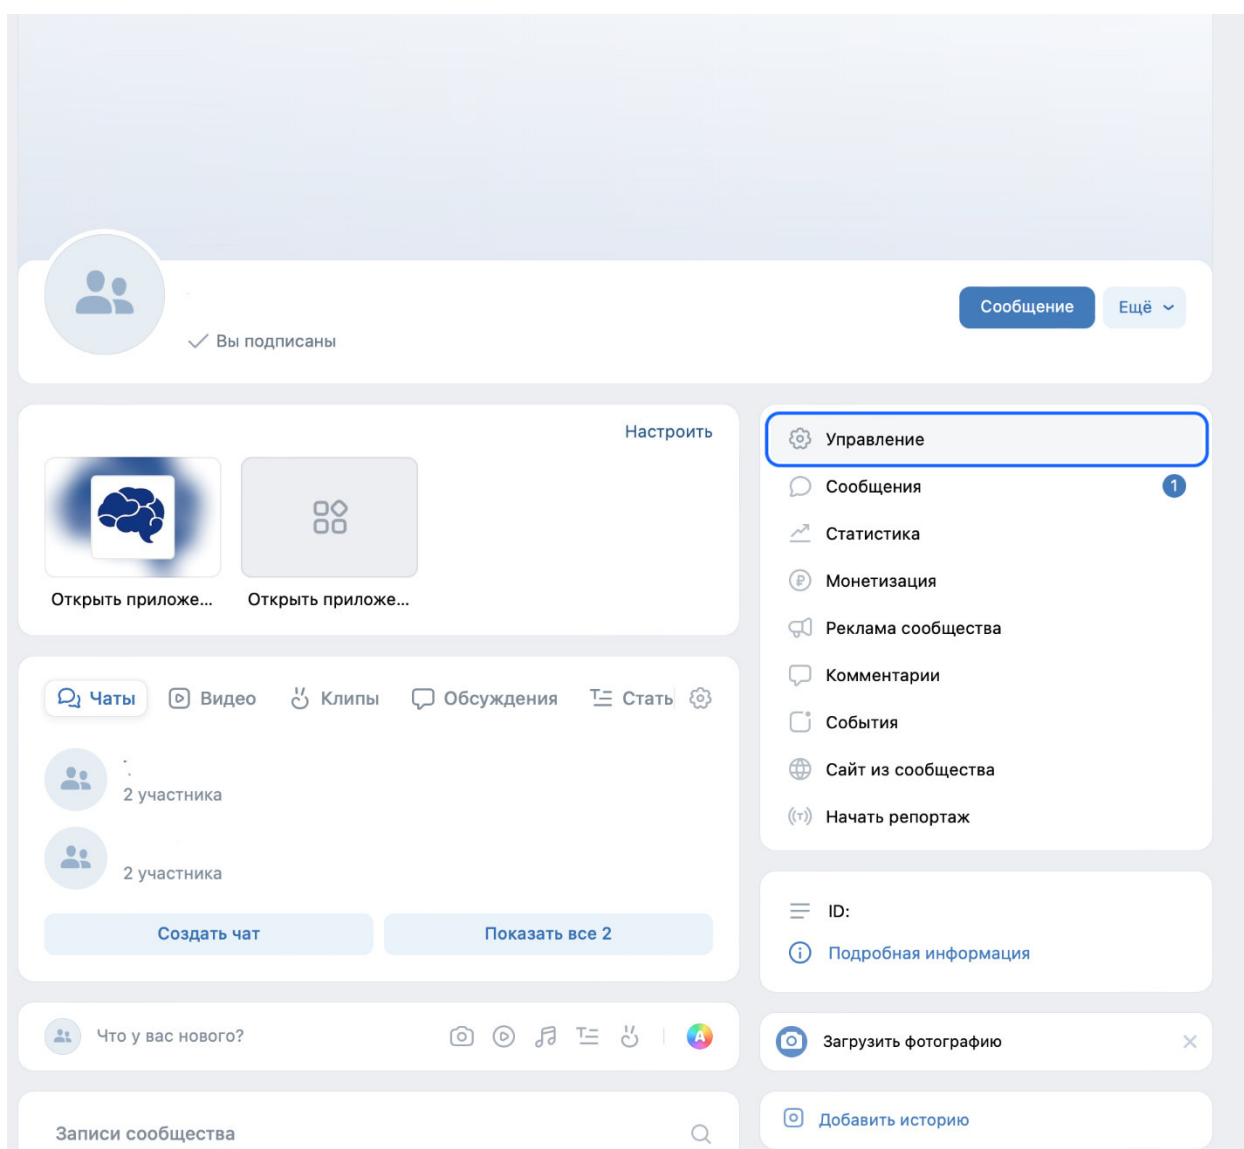 Сообщение
Ещё
Вы подписаны
Настроить
Открыть приложе...
Открыть приложе...
Чаты
Видео
Клипы
Обсуждения
Стать
2 участника
2 участника
Создать чат
Показать все 2
Что у вас нового?
Записи сообщества
Управление
Сообщения
1
Статистика
Монетизация
Реклама сообщества
Комментарии
События
Сайт из сообщества
Начать репортаж
ID:
Подробная информация
Загрузить фотографию
Добавить историю